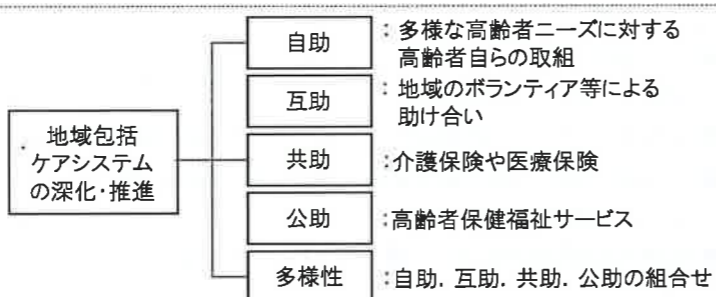 自助
：多様な高齢者ニーズに対する
高齢者自らの取組
互助
：地域のボランティア等による
助け合い
地域包括
ケアシステム
の深化・推進
共助
：介護保険や医療保険
公助
：高齢者保健福祉サービス
多様性
：自助．互助．共助．公助の組合せ